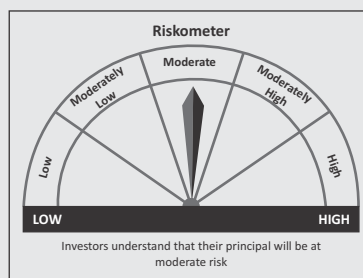 Riskometer
Moderate
Moderately
Low
Moderately
High
Low
High
LOW
HIGH
Investors understand that their principal will be at
moderate risk